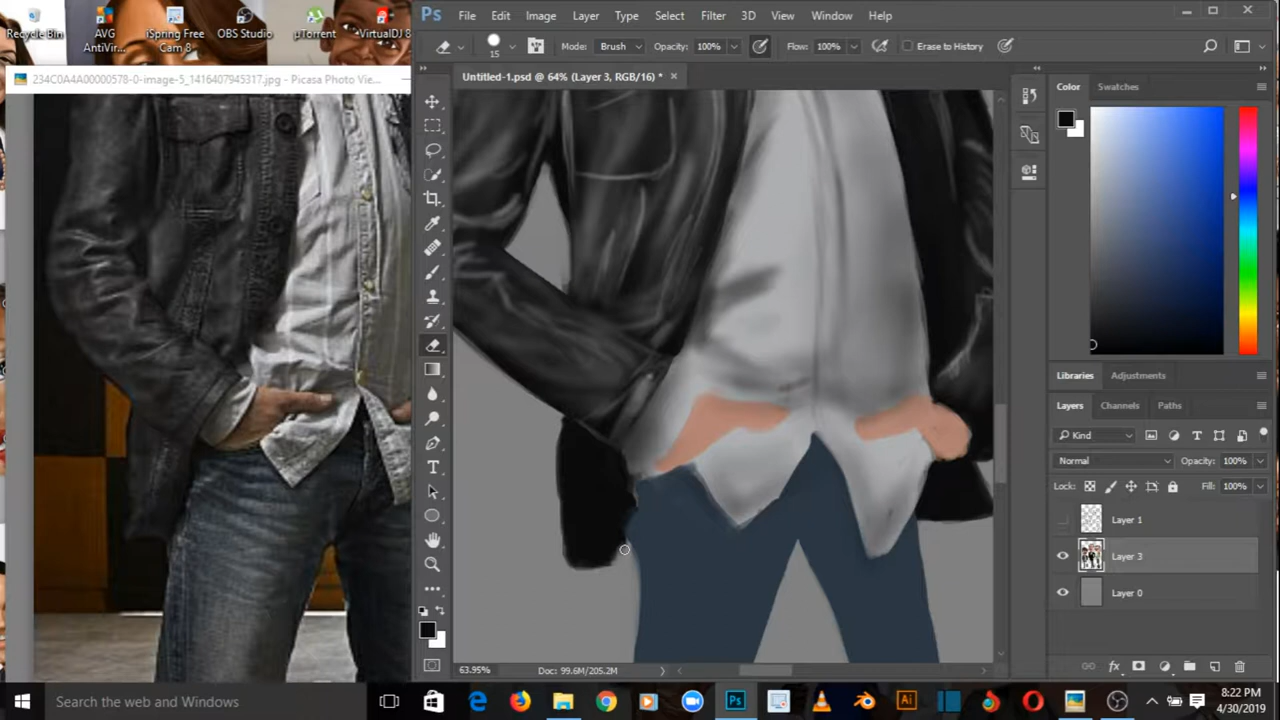 Recycle Bin
AVG AntiVir...
iSpring Free Cam 8
OBS Studio
µTorrent
VirtualDJ 8
234C0A4A00000578-0-image-5_1416407945317.jpg - Picasa Photo Vie...
Ps File Edit Image Layer Type Select Filter 3D View Window Help
15 Mode: Brush Opacity: 100% Flow: 100% Erase to History
Untitled-1.psd @ 64% (Layer 3, RGB/16) *
Color Swatches
Libraries Adjustments
Layers Channels Paths
Kind
Normal Opacity: 100%
Lock: Fill: 100%
Layer 1
Layer 3
Layer 0
63.95% Doc: 99.6M/205.2M
Search the web and Windows
Ps
Ai
8:22 PM
4/30/2019